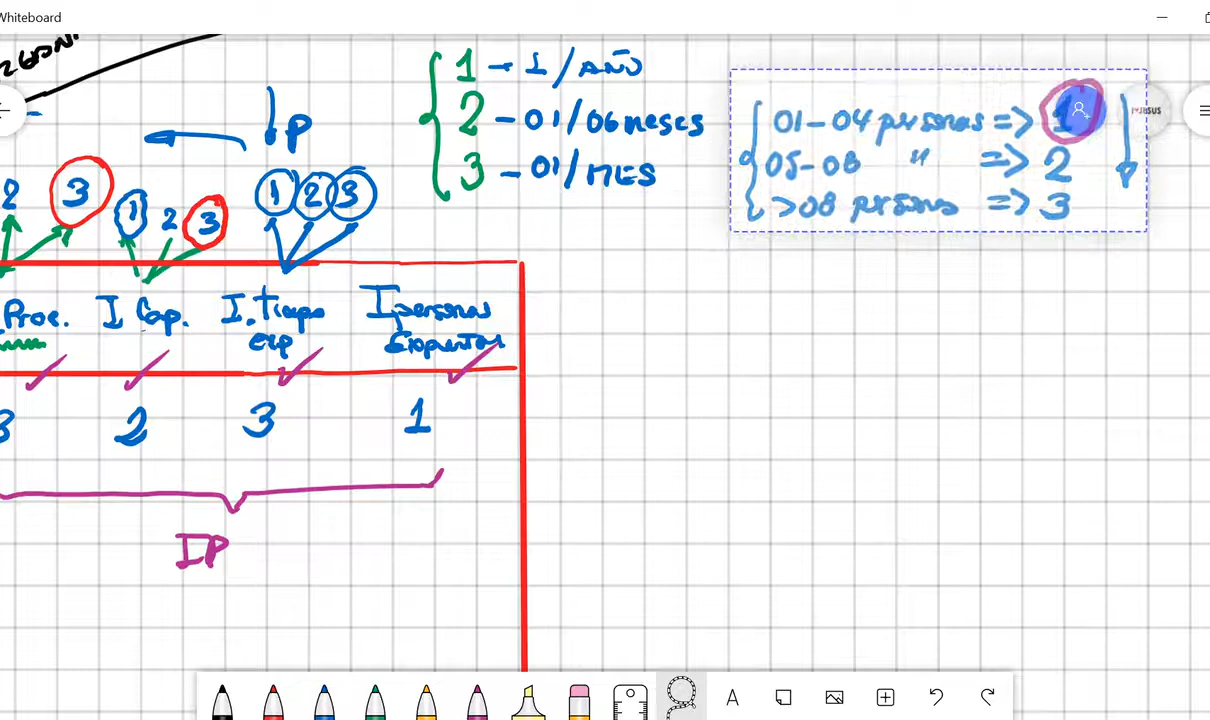 Whiteboard
1 - 1/AÑO
2 - 01/06 MESES
3 - 01/MES
01-04 personas => 1
05-08 " => 2
>08 personas => 3
P
2 3 1 2 3 1 2 3
Proc. I. Cap. I. tiempo exp I personas Expuestas
3 2 3 1
IP
A